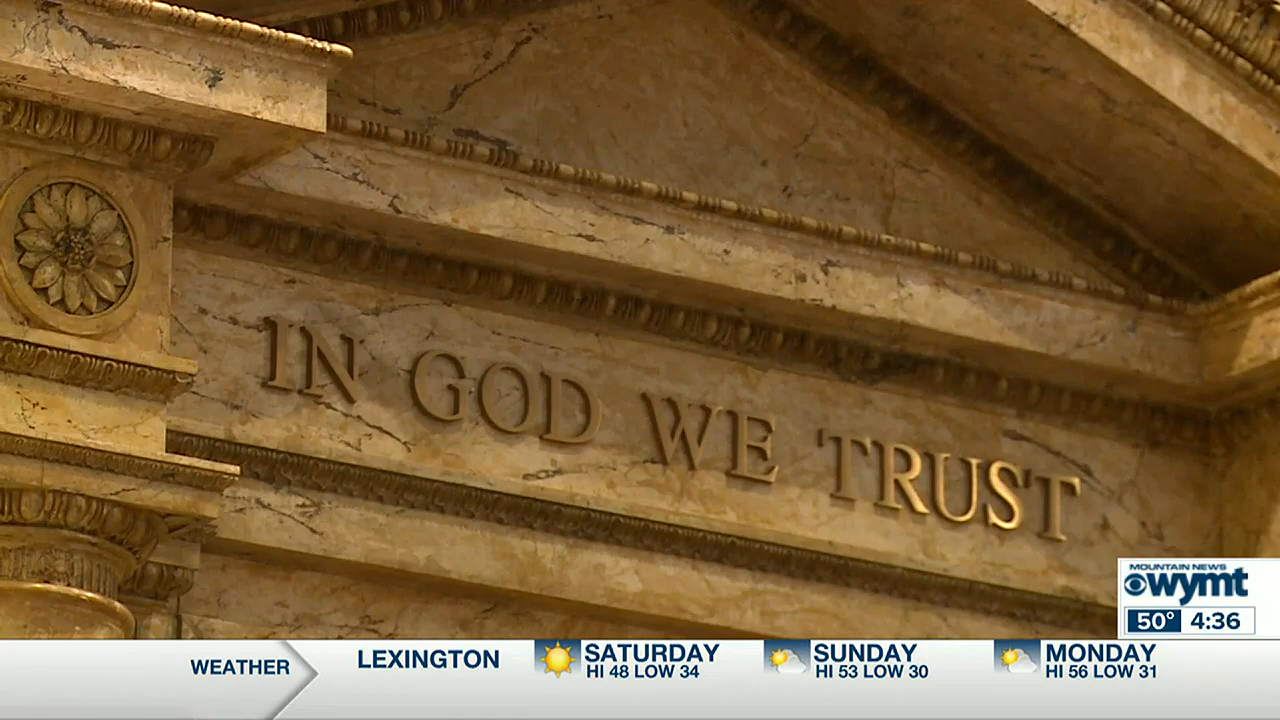 IN GOD WE TRUST
MOUNTAIN NEWS
wymt
50° 4:36
WEATHER
LEXINGTON
SATURDAY
HI 48 LOW 34
SUNDAY
HI 53 LOW 30
MONDAY
HI 56 LOW 31